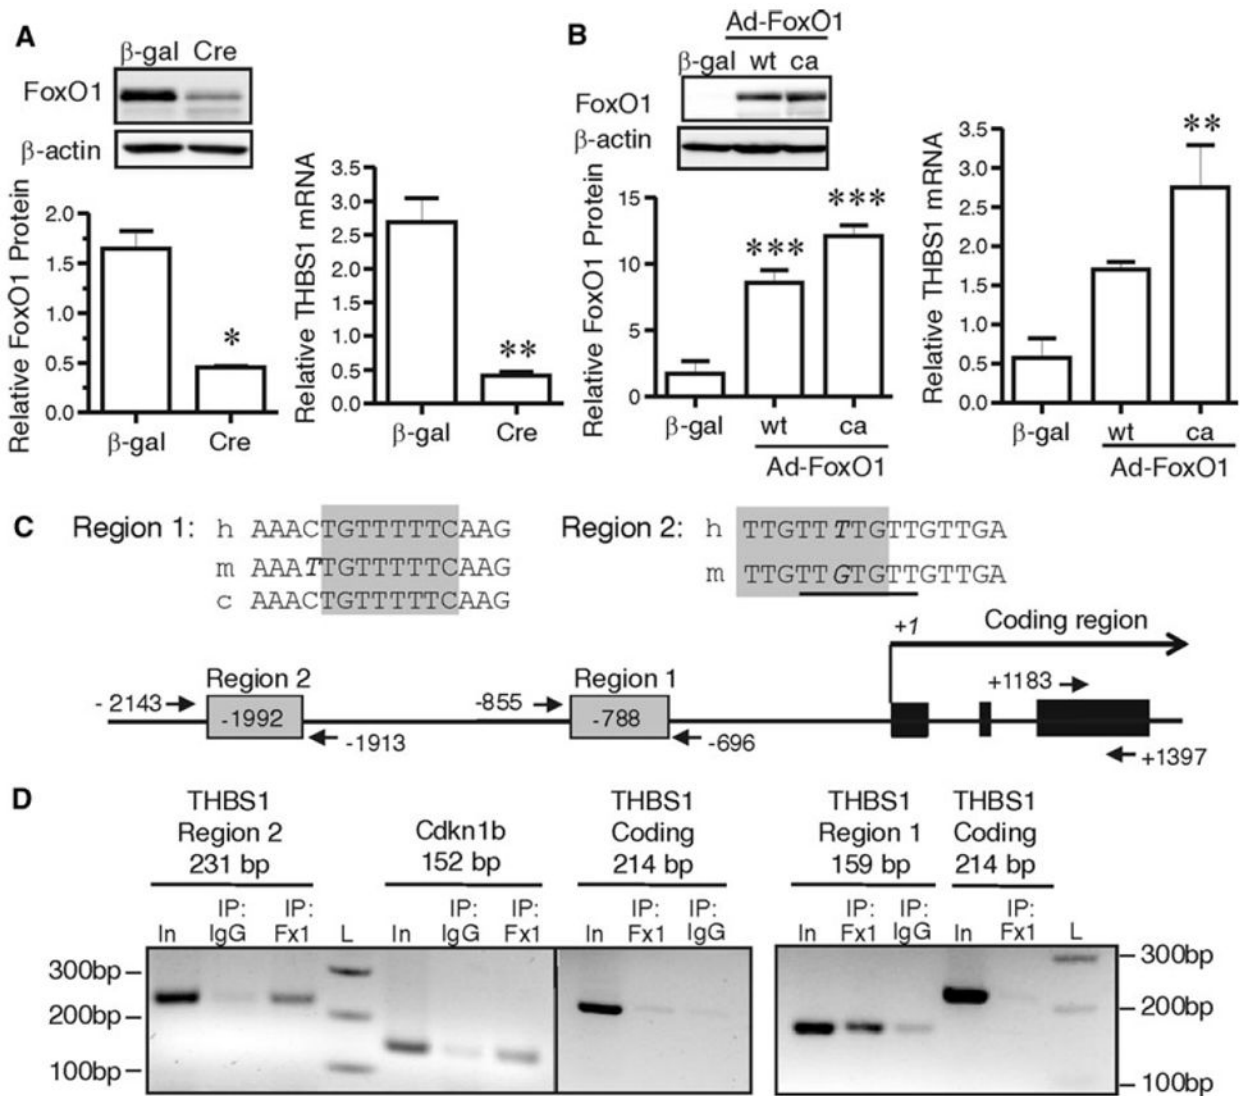 A
β-gal Cre
FoxO1
β-actin
Relative FoxO1 Protein
2.0
1.5
1.0
0.5
0.0
*
β-gal Cre
Relative THBS1 mRNA
3.5
3.0
2.5
2.0
1.5
1.0
0.5
0.0
**
β-gal Cre
B
Ad-FoxO1
β-gal wt ca
FoxO1
β-actin
Relative FoxO1 Protein
15
10
5
0
***
***
β-gal wt ca
Ad-FoxO1
Relative THBS1 mRNA
3.5
3.0
2.5
2.0
1.5
1.0
0.5
0.0
**
β-gal wt ca
Ad-FoxO1
C
Region 1: h AAACTGTTTTTCAAG
m AAATTGTTTTTCAAG
c AAACTGTTTTTCAAG
Region 2: h TTGTTTTGTTGTTGA
m TTGTTGTGTTGTTGA
+1 Coding region
Region 2
Region 1
- 2143
-1992
-1913
-855
-788
-696
+1183
+1397
D
THBS1
Region 2
231 bp
Cdkn1b
152 bp
THBS1
Coding
214 bp
THBS1
Region 1
159 bp
THBS1
Coding
214 bp
IP: IP: IP: IP: IP: IP: IP: IP: IP:
In IgG Fx1 L In IgG Fx1 In Fx1 IgG In Fx1 IgG In Fx1 L
300bp
200bp
100bp
300bp
200bp
100bp